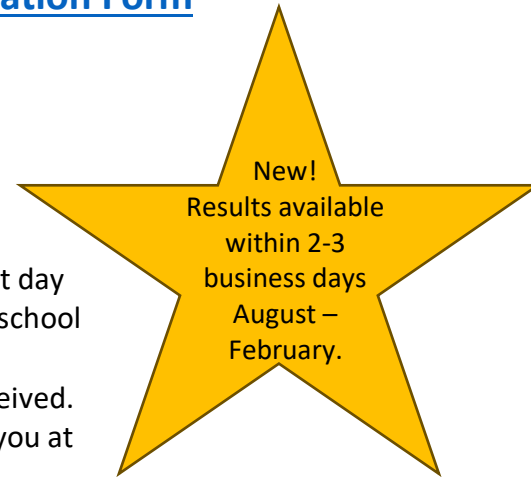 ation Form
New!
Results available
within 2-3
business days
August –
February.
t day
school
eived.
you at